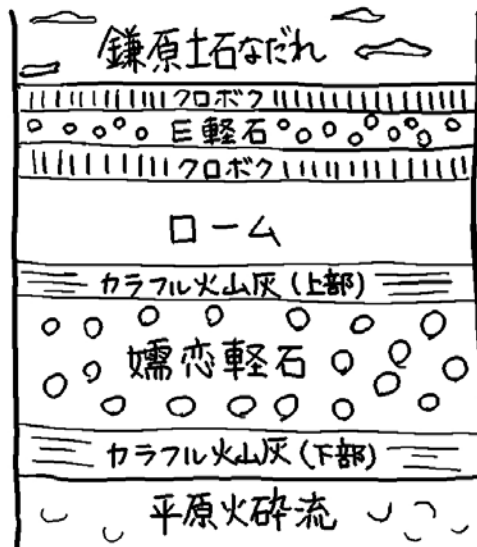 鎌原土石なだれ
クロボク
E軽石
クロボク
ローム
カラフル火山灰(上部)
嬬恋軽石
カラフル火山灰(下部)
平原火砕流